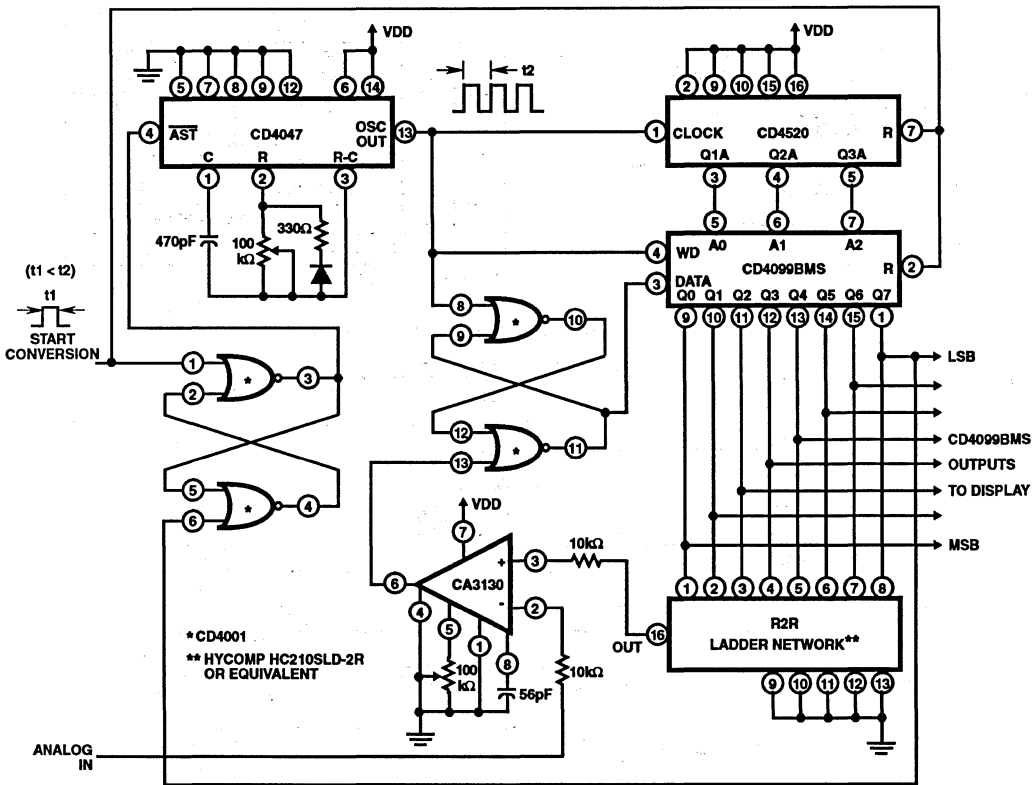 VDD
VDD
t2
5 7 8 9 12 6 14
2 9 10 15 16
4 AST CD4047 OSC OUT 13
1 CLOCK CD4520 R 7
C R R-C
Q1A Q2A Q3A
1 2 3
3 4 5
470pF
100 kΩ
330Ω
5 6 7
A0 A1 A2
4 WD
CD4099BMS
3 DATA
R 2
Q0 Q1 Q2 Q3 Q4 Q5 Q6 Q7
9 10 11 12 13 14 15 1
(t1 < t2)
t1
START
CONVERSION
1
2
*
3
5
6
*
4
8
9
*
10
12
13
*
11
LSB
CD4099BMS
OUTPUTS
TO DISPLAY
MSB
VDD
7
6
CA3130
+
-
3
2
4
5
1
8
100 kΩ
56pF
10kΩ
10kΩ
1 2 3 4 5 6 7 8
16
OUT
R2R
LADDER NETWORK**
9 10 11 12 13
* CD4001
** HYCOMP HC210SLD-2R
OR EQUIVALENT
ANALOG
IN